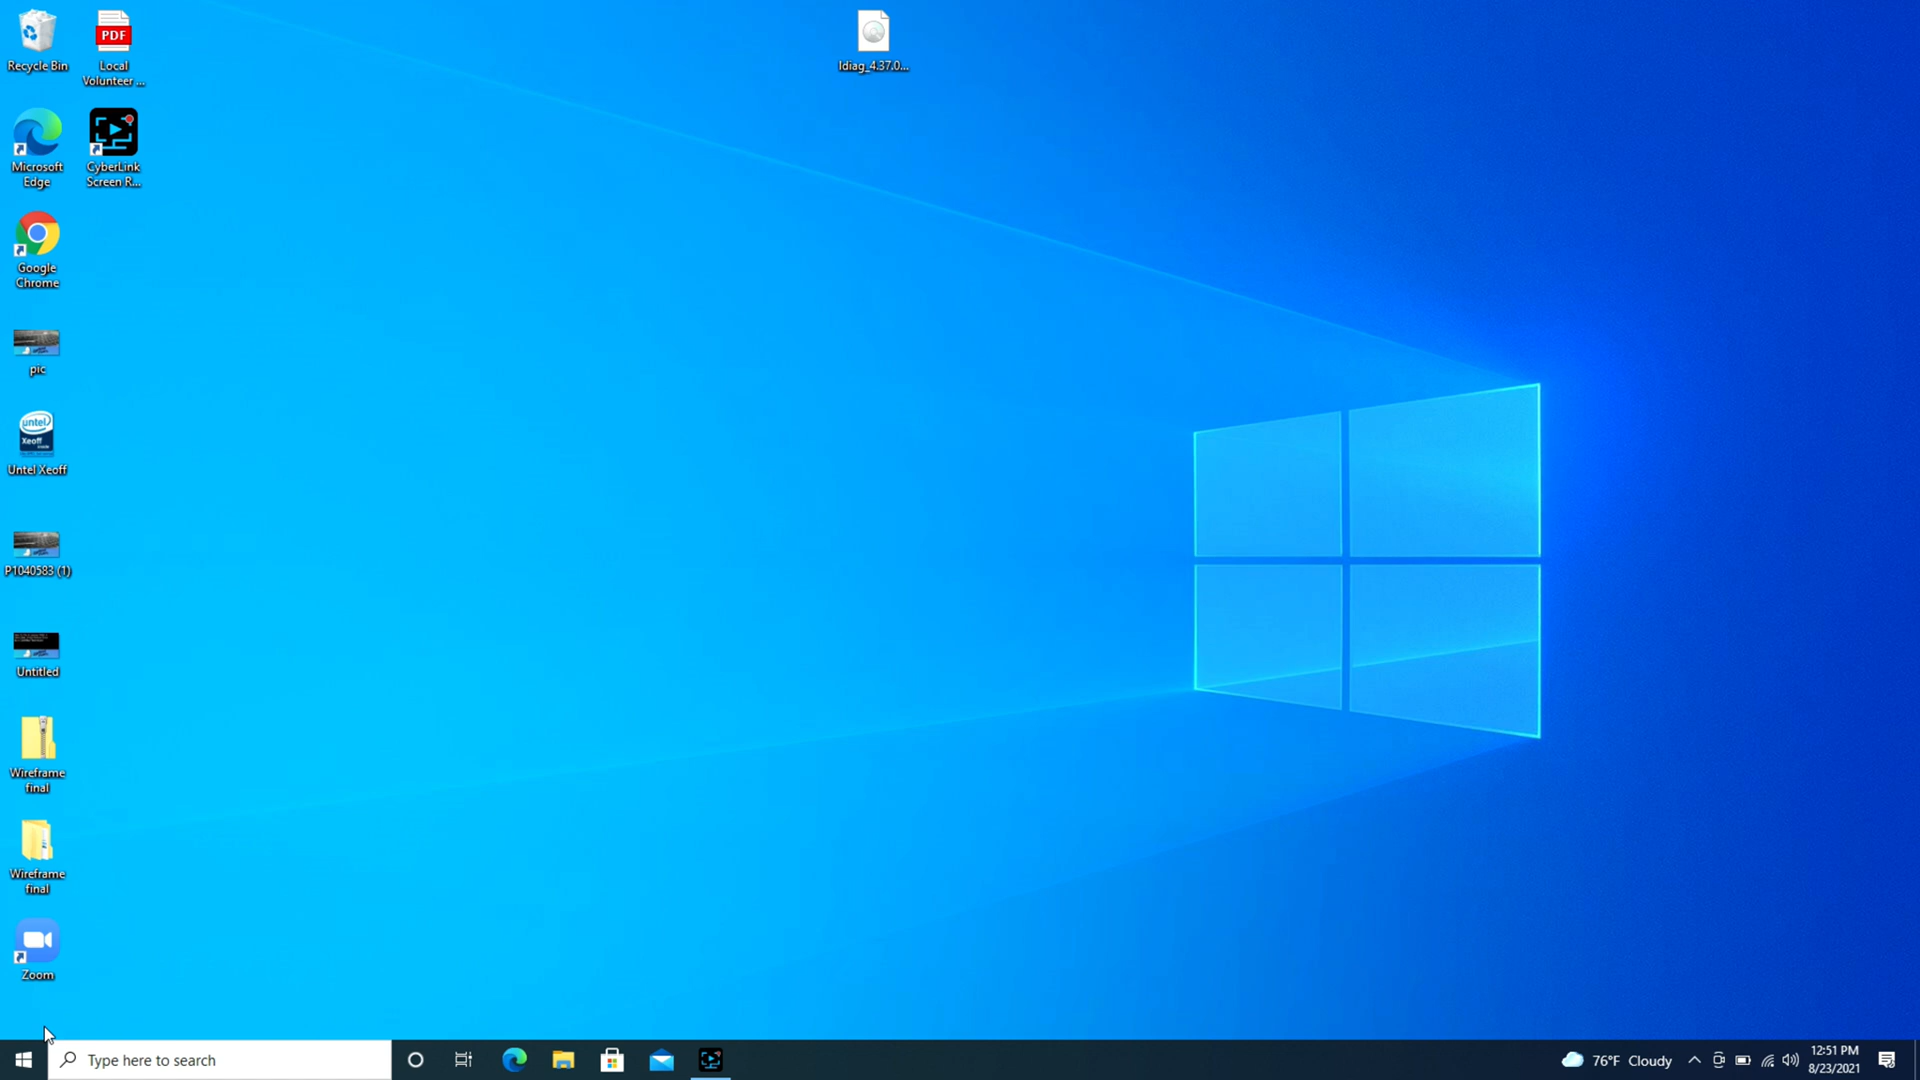 Recycle Bin
PDF
Local
Volunteer ...
ldiag_4.37.0...
Microsoft
Edge
CyberLink
Screen R...
Google
Chrome
pic
untel
Xeoff
Untel Xeoff
P1040583 (1)
Untitled
Wireframe
final
Wireframe
final
Zoom
Type here to search
76°F Cloudy
12:51 PM
8/23/2021